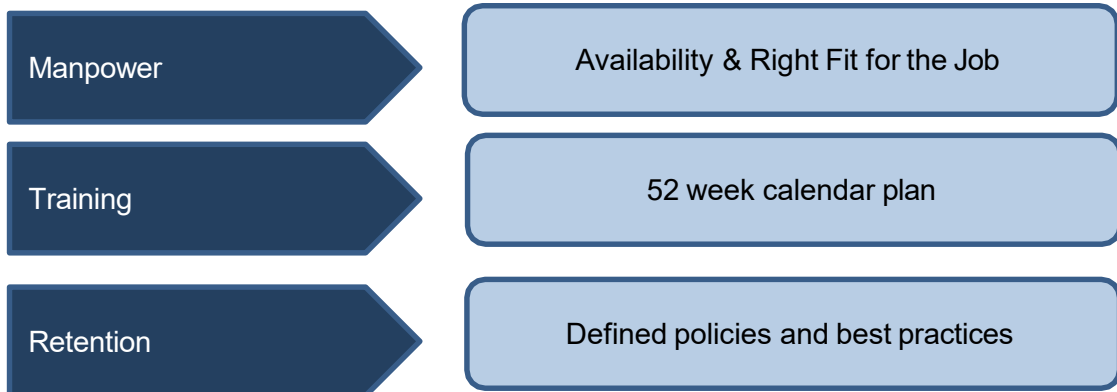 Manpower
Availability & Right Fit for the Job
Training
52 week calendar plan
Retention
Defined policies and best practices